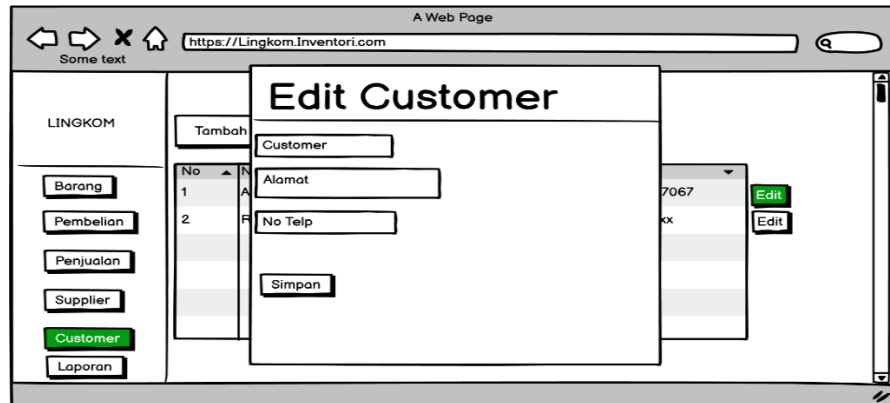 A Web Page
https://Lingkom.Inventori.com
Some text
Edit Customer
LINGKOM
Tambah
Customer
No
Alamat
Barang
1
7067
Edit
Pembelian
2
No Telp
xx
Edit
Penjualan
Simpan
Supplier
Customer
Laporan